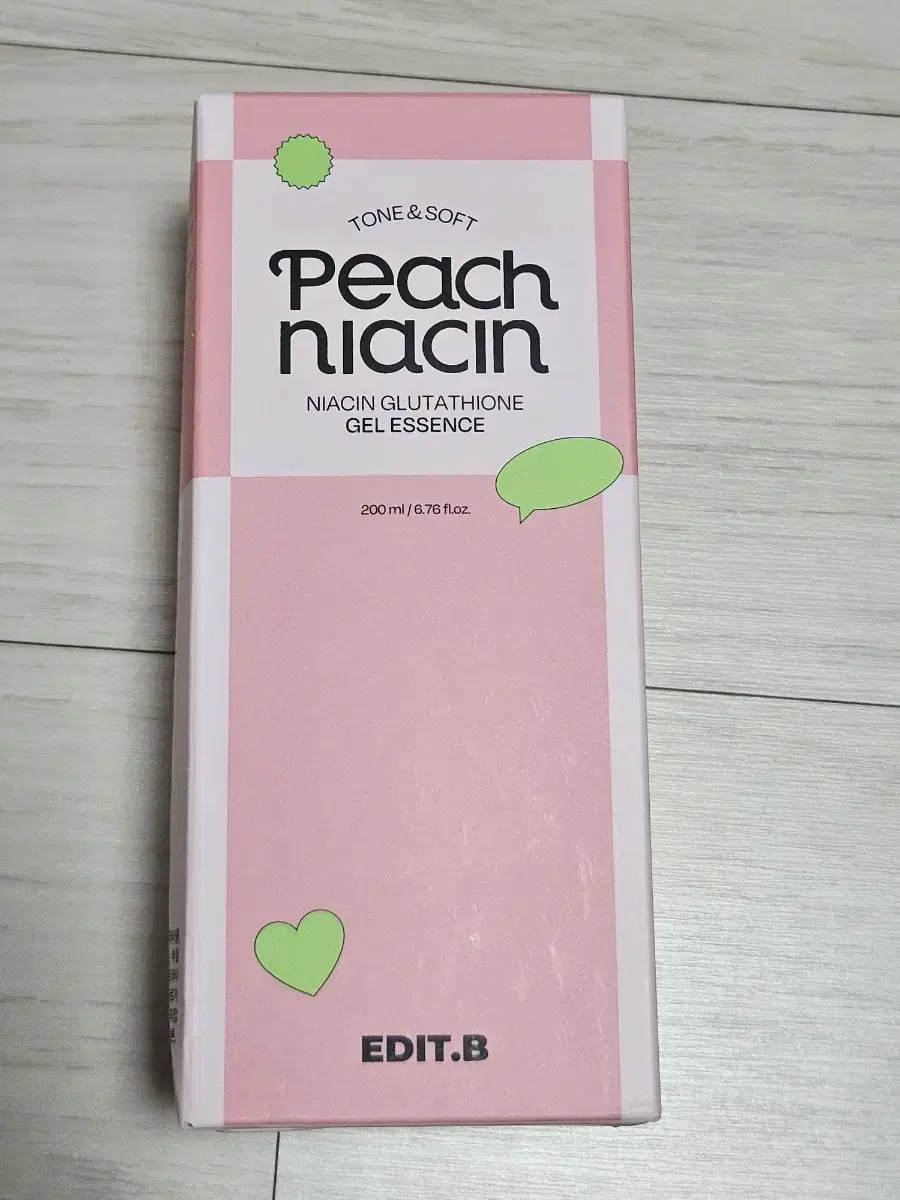 TONE & SOFT
Peach
niacin
NIACIN GLUTATHIONE
GEL ESSENCE
200 ml / 6.76 fl.oz.
EDIT.B